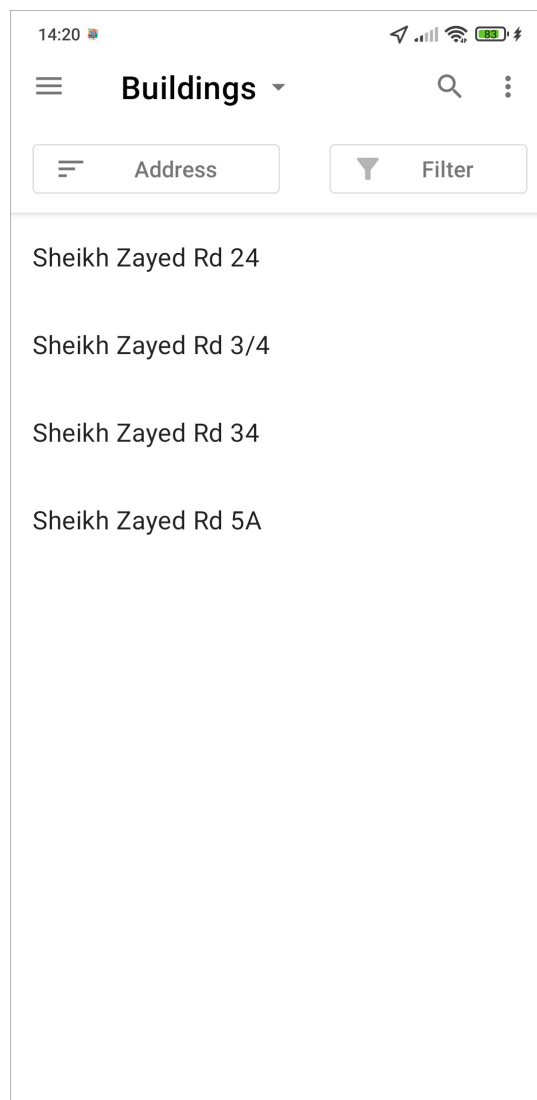 14:20
83
Buildings
Address
Filter
Sheikh Zayed Rd 24
Sheikh Zayed Rd 3/4
Sheikh Zayed Rd 34
Sheikh Zayed Rd 5A